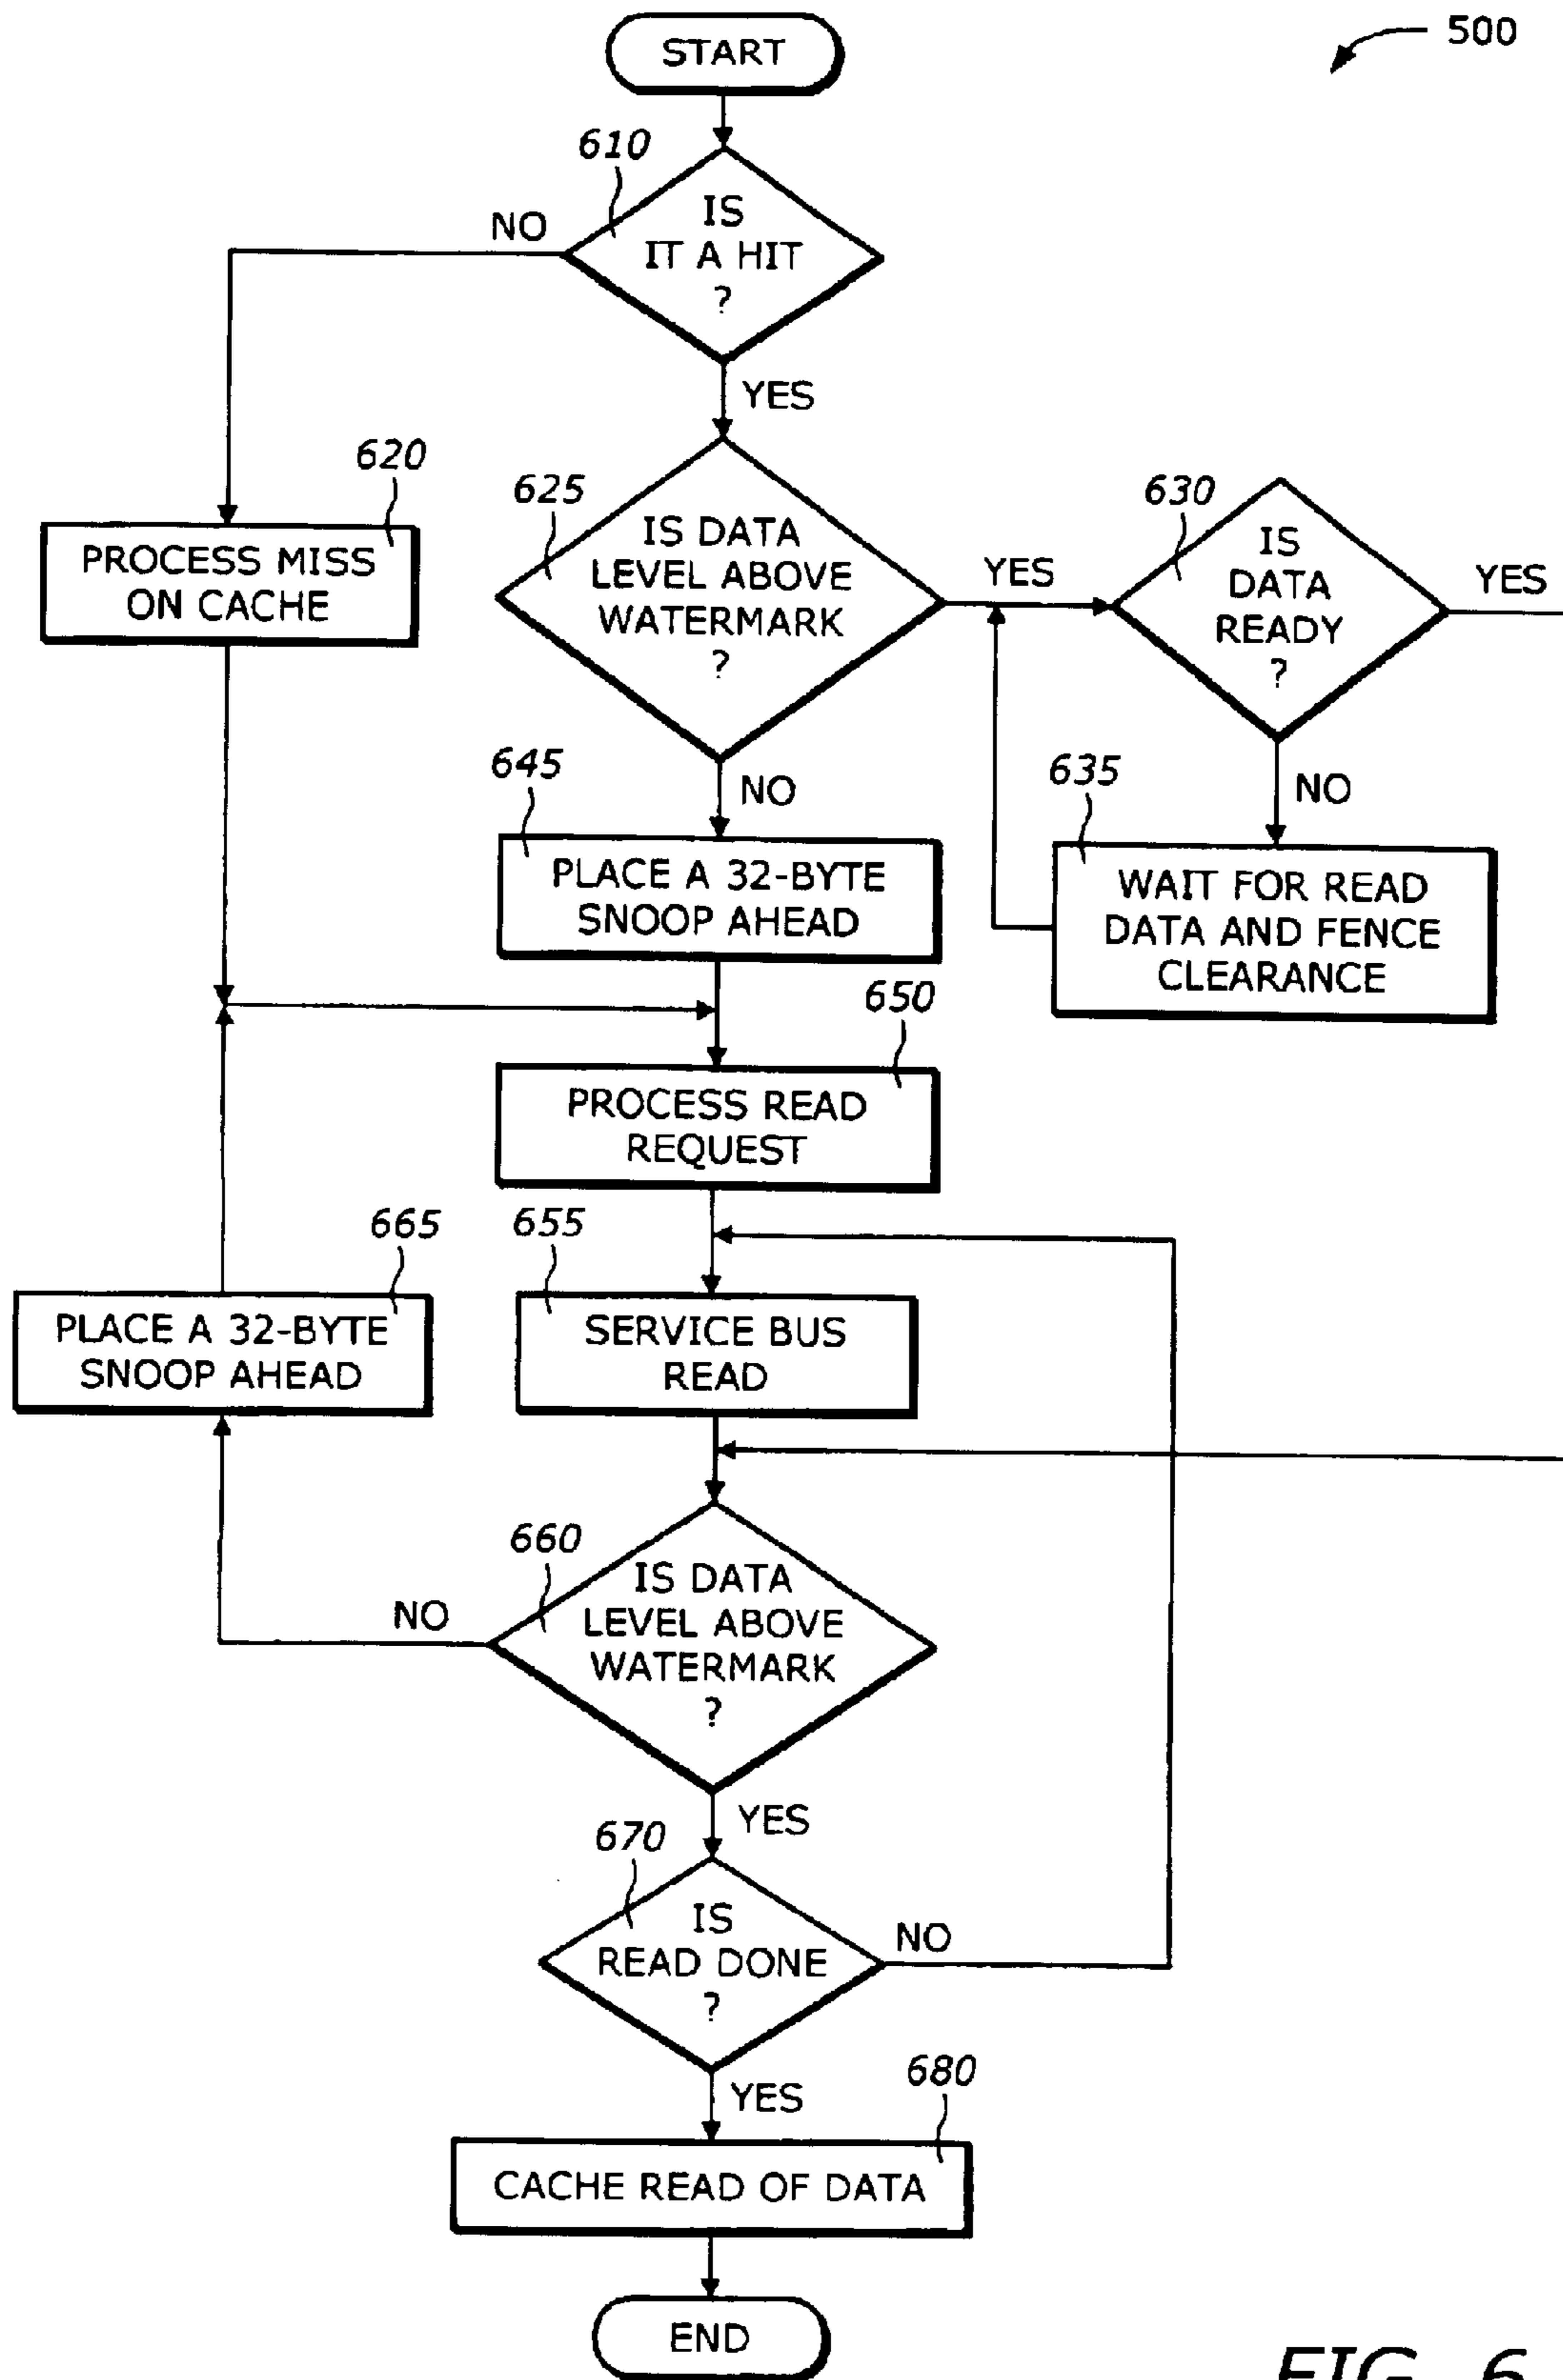 START
500
610
IS
IT A HIT
?
NO
YES
620
PROCESS MISS
ON CACHE
625
IS DATA
LEVEL ABOVE
WATERMARK
?
YES
630
IS
DATA
READY
?
YES
NO
635
WAIT FOR READ
DATA AND FENCE
CLEARANCE
NO
645
PLACE A 32-BYTE
SNOOP AHEAD
650
PROCESS READ
REQUEST
665
PLACE A 32-BYTE
SNOOP AHEAD
655
SERVICE BUS
READ
660
IS DATA
LEVEL ABOVE
WATERMARK
?
NO
YES
670
IS
READ DONE
?
NO
YES
680
CACHE READ OF DATA
END
FIG. 6